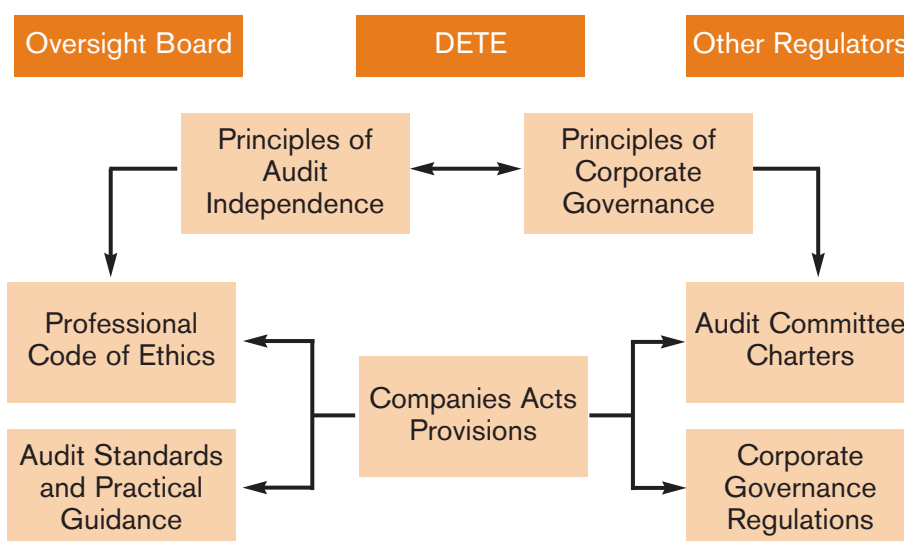 Oversight Board
DETE
Other Regulators
Principles of
Audit
Independence
Principles of
Corporate
Governance
Professional
Code of Ethics
Audit Committee
Charters
Companies Acts
Provisions
Audit Standards
and Practical
Guidance
Corporate
Governance
Regulations